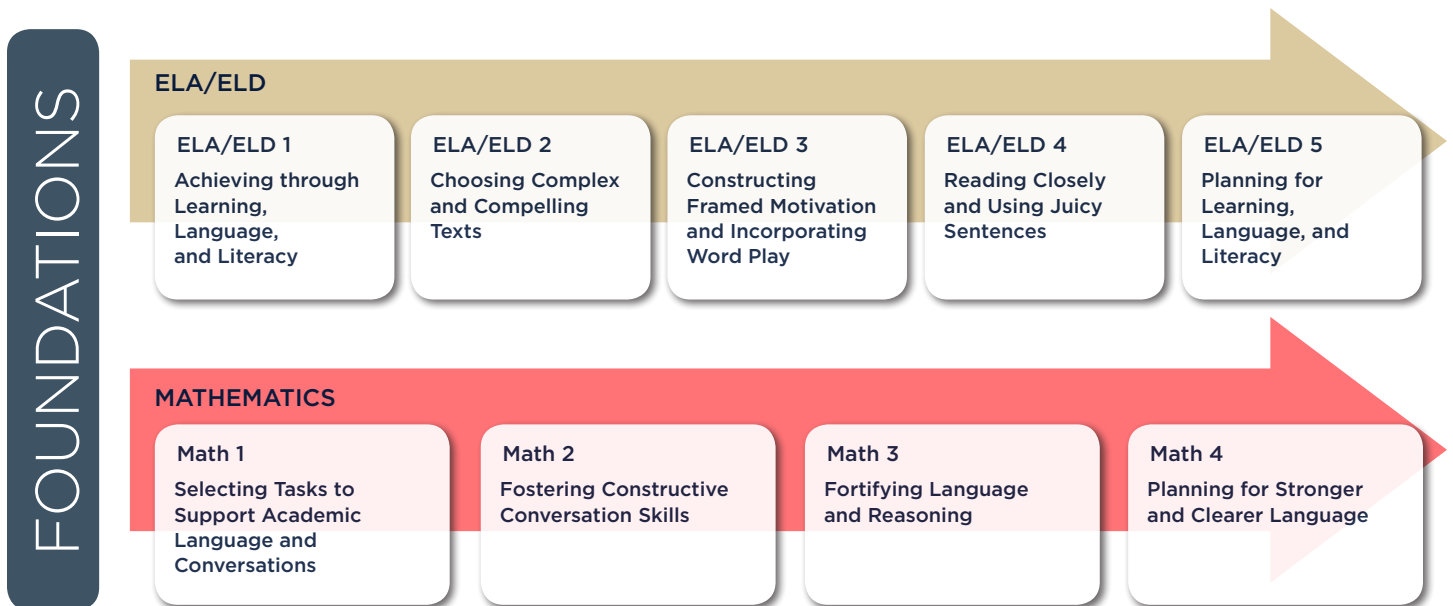 FOUNDATIONS
ELA/ELD
ELA/ELD 1
Achieving through
Learning,
Language,
and Literacy
ELA/ELD 2
Choosing Complex
and Compelling
Texts
ELA/ELD 3
Constructing
Framed Motivation
and Incorporating
Word Play
ELA/ELD 4
Reading Closely
and Using Juicy
Sentences
ELA/ELD 5
Planning for
Learning,
Language, and
Literacy
MATHEMATICS
Math 1
Selecting Tasks to
Support Academic
Language and
Conversations
Math 2
Fostering Constructive
Conversation Skills
Math 3
Fortifying Language
and Reasoning
Math 4
Planning for Stronger
and Clearer Language